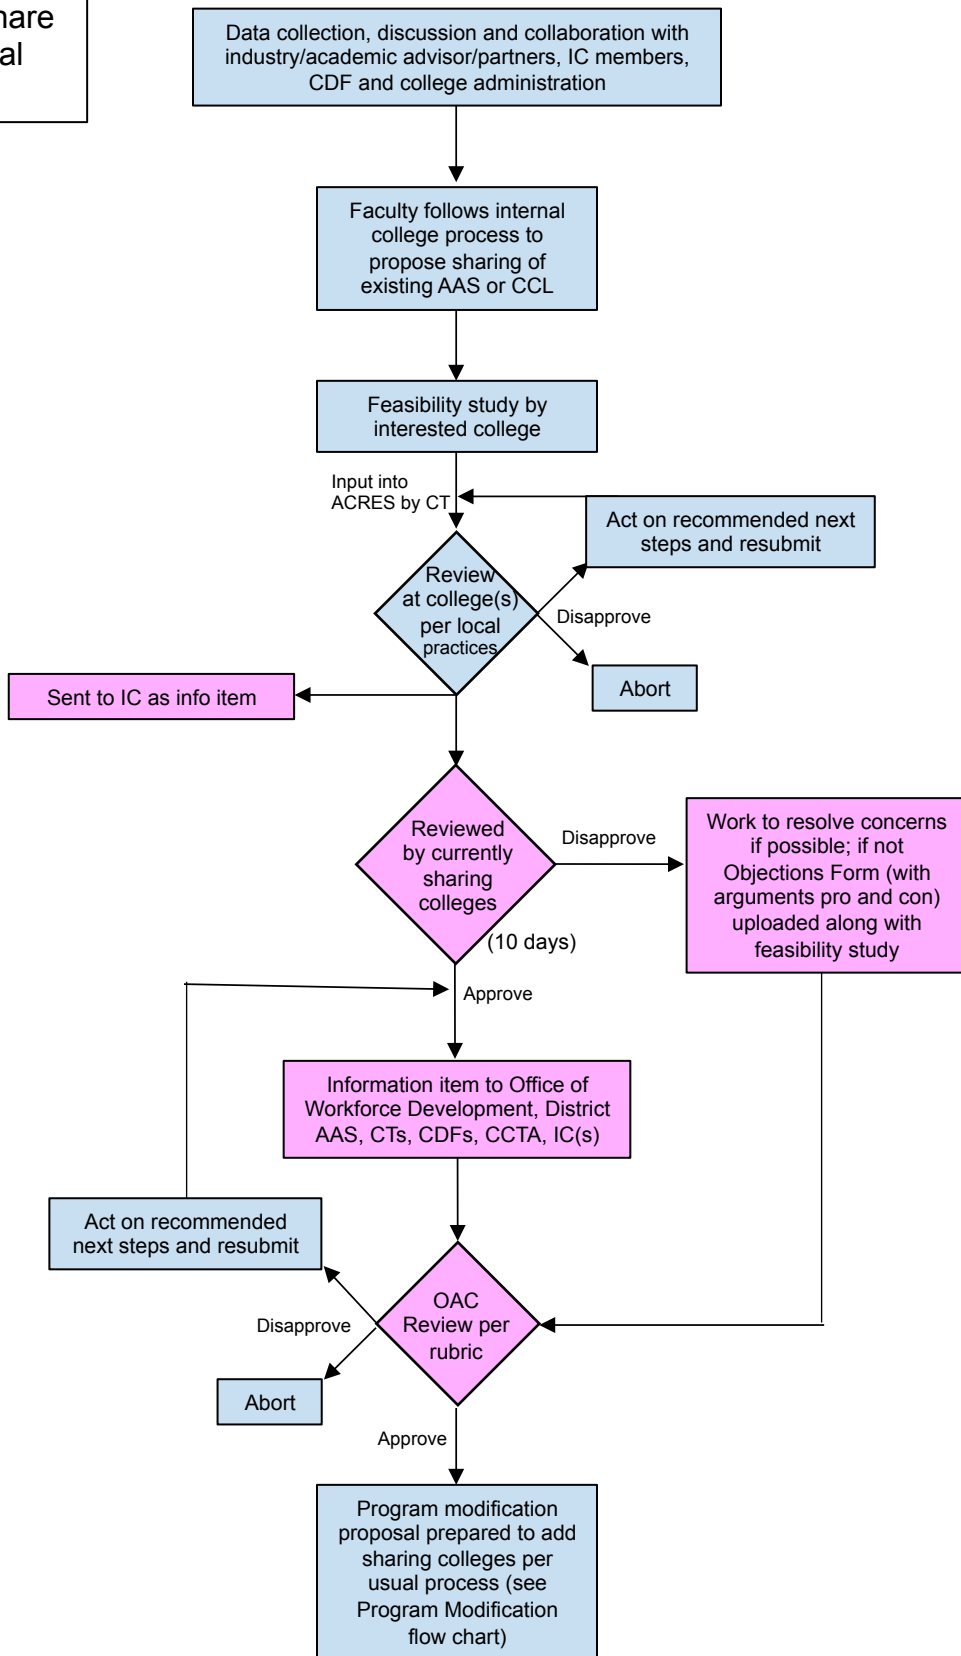 Data collection, discussion and collaboration with
industry/academic advisor/partners, IC members,
CDF and college administration
Faculty follows internal
college process to
propose sharing of
existing AAS or CCL
Feasibility study by
interested college
Input into
ACRES by CT
Act on recommended next
steps and resubmit
Review
at college(s)
per local
practices
Disapprove
Abort
Sent to IC as info item
Reviewed
by currently
sharing
colleges
(10 days)
Disapprove
Work to resolve concerns
if possible; if not
Objections Form (with
arguments pro and con)
uploaded along with
feasibility study
Approve
Information item to Office of
Workforce Development, District
AAS, CTs, CDFs, CCTA, IC(s)
Act on recommended
next steps and resubmit
OAC
Review per
rubric
Disapprove
Abort
Approve
Program modification
proposal prepared to add
sharing colleges per
usual process (see
Program Modification
flow chart)